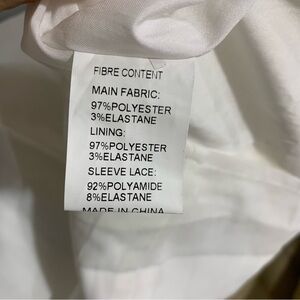 FIBRE CONTENT
MAIN FABRIC:
97%POLYESTER
3%ELASTANE
LINING:
97%POLYESTER
3%ELASTANE
SLEEVE LACE:
92%POLYAMIDE
8%ELASTANE
MADE IN CHINA